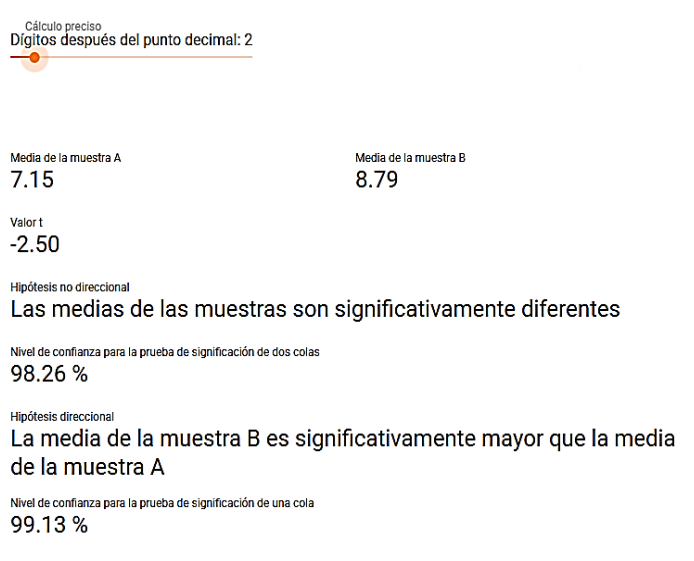 Cálculo preciso
Dígitos después del punto decimal: 2
Media de la muestra A
7.15
Media de la muestra B
8.79
Valor t
-2.50
Hipótesis no direccional
Las medias de las muestras son significativamente diferentes
Nivel de confianza para la prueba de significación de dos colas
98.26 %
Hipótesis direccional
La media de la muestra B es significativamente mayor que la media
de la muestra A
Nivel de confianza para la prueba de significación de una cola
99.13 %